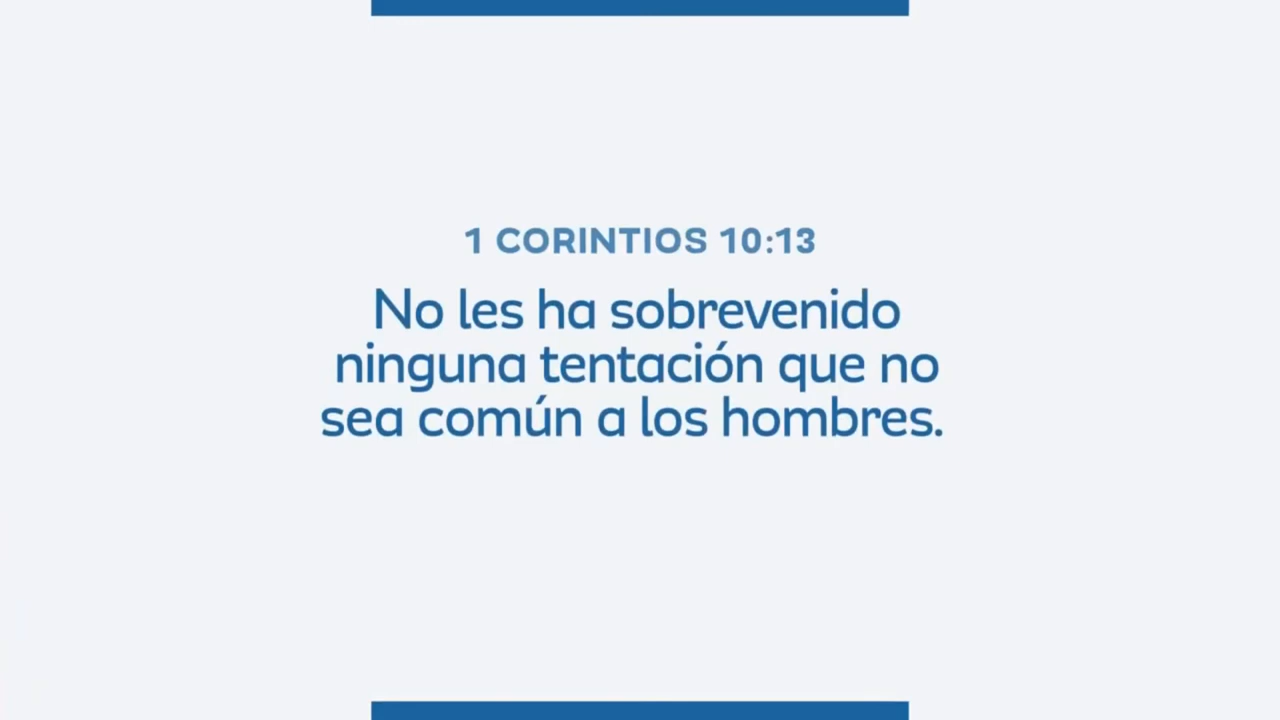 1 CORINTIOS 10:13
No les ha sobrevenido
ninguna tentación que no
sea común a los hombres.